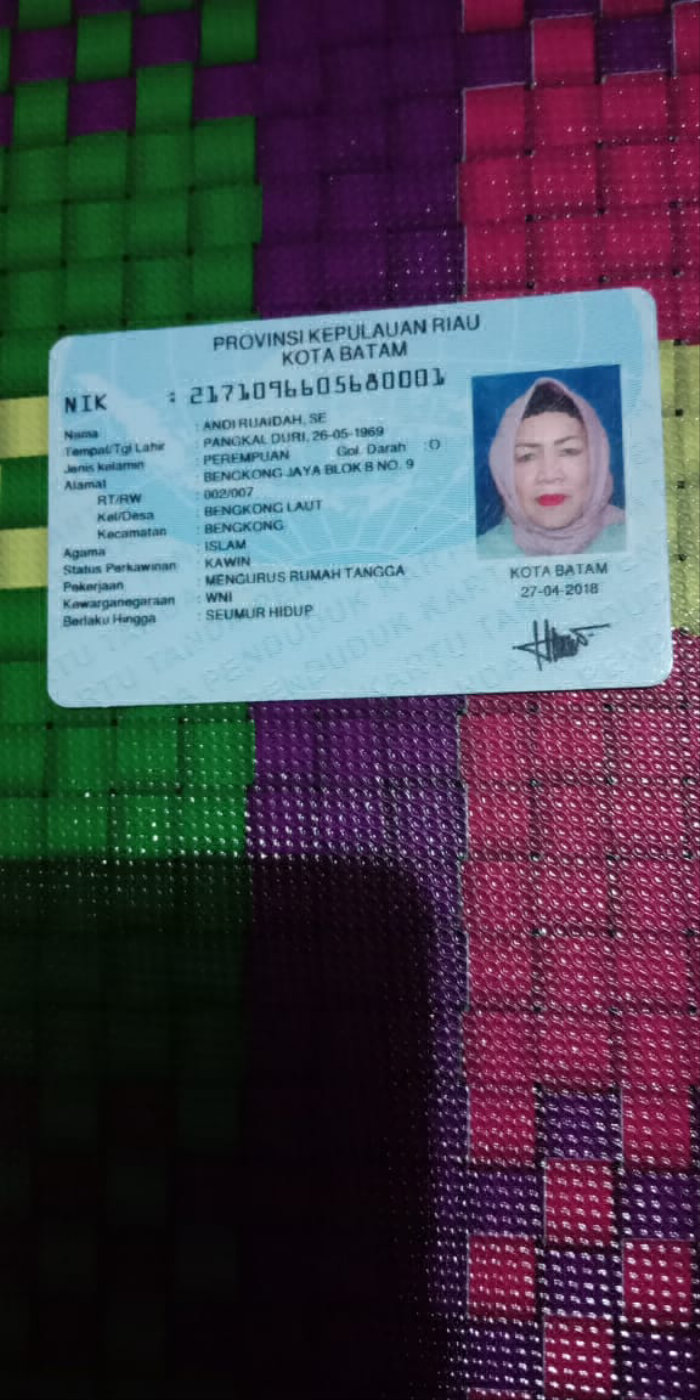 PROVINSI KEPULAUAN RIAU
KOTA BATAM
NIK : 2171096605680001
Nama : ANDI RUAIDAH, SE
Tempat/Tgl Lahir : PANGKAL DURI, 26-05-1969
Jenis kelamin : PEREMPUAN Gol. Darah : O
Alamat : BENGKONG JAYA BLOK B NO. 9
RT/RW : 002/007
Kel/Desa : BENGKONG LAUT
Kecamatan : BENGKONG
Agama : ISLAM
Status Perkawinan : KAWIN
Pekerjaan : MENGURUS RUMAH TANGGA
Kewarganegaraan : WNI
Berlaku Hingga : SEUMUR HIDUP
KOTA BATAM
27-04-2018